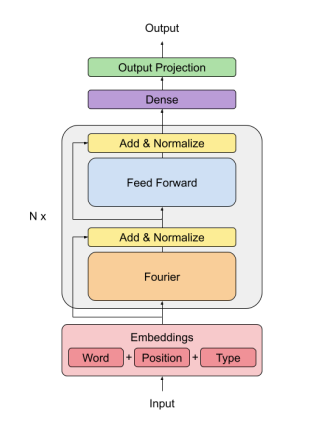 Output
Output Projection
Dense
Add & Normalize
Feed Forward
N x
Add & Normalize
Fourier
Embeddings
Word + Position + Type
Input